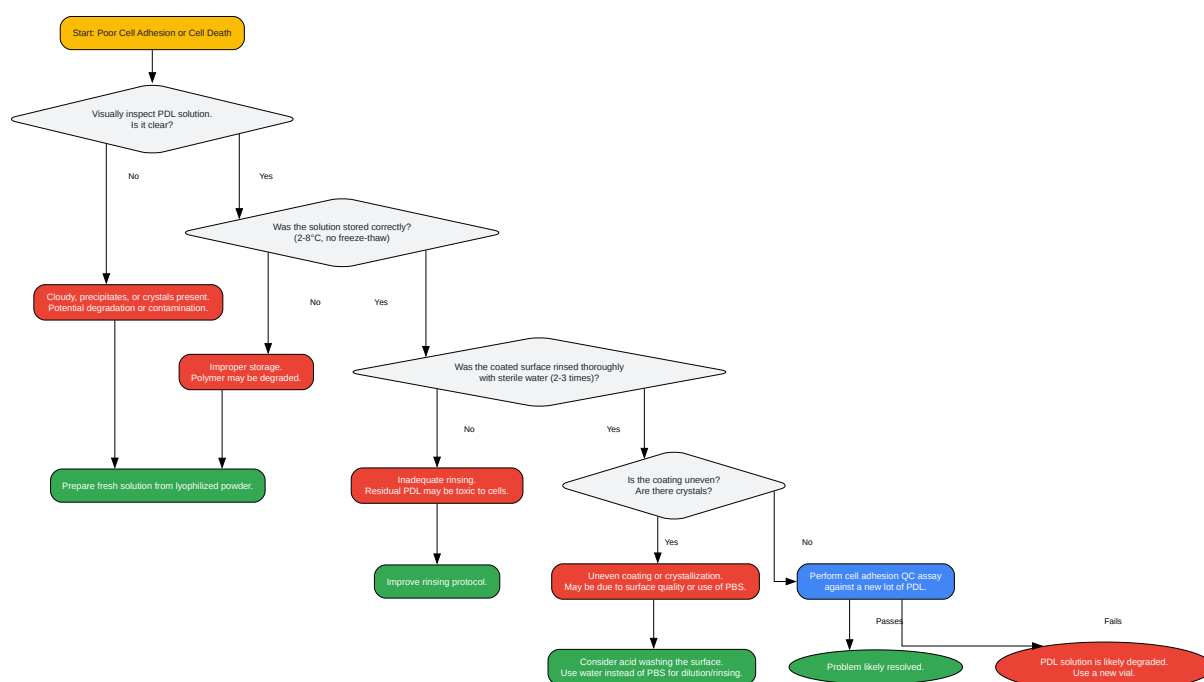 Start: Poor Cell Adhesion or Cell Death
Visually inspect PDL solution.
Is it clear?
No
Yes
Was the solution stored correctly?
(2-8°C, no freeze-thaw)
Cloudy, precipitates, or crystals present.
Potential degradation or contamination.
No
Yes
Improper storage.
Polymer may be degraded.
Was the coated surface rinsed thoroughly
with sterile water (2-3 times)?
No
Yes
Prepare fresh solution from lyophilized powder.
Inadequate rinsing.
Residual PDL may be toxic to cells.
Is the coating uneven?
Are there crystals?
Yes
No
Improve rinsing protocol.
Uneven coating or crystallization.
May be due to surface quality or use of PBS.
Perform cell adhesion QC assay
against a new lot of PDL.
Passes
Fails
Consider acid washing the surface.
Use water instead of PBS for dilution/rinsing.
Problem likely resolved.
PDL solution is likely degraded.
Use a new vial.